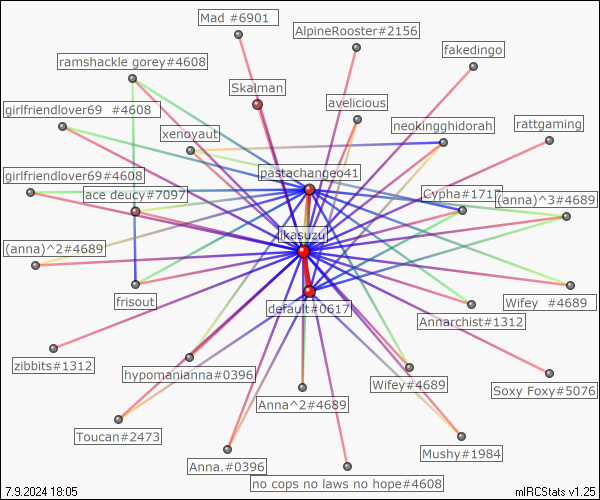 Mad #6901
AlpineRooster#2156
fakedingo
ramshackle gorey#4608
Skalman
avelicious
girlfriendlover69 #4608
xenoyaut
neokingghidorah
rattgaming
pastachangeo41
girlfriendlover69#4608
ace deucy#7097
Cypha#1717
(anna)^3#4689
jkasuzu
(anna)^2#4689
frisout
default#0617
Wifey #4689
Annarchist#1312
zibbits#1312
hypomanianna#0396
Wifey#4689
Soxy Foxy#5076
Anna^2#4689
Toucan#2473
Mushy#1984
Anna.#0396
no cops no laws no hope#4608
7.9.2024 18:05
mIRCStats v1.25